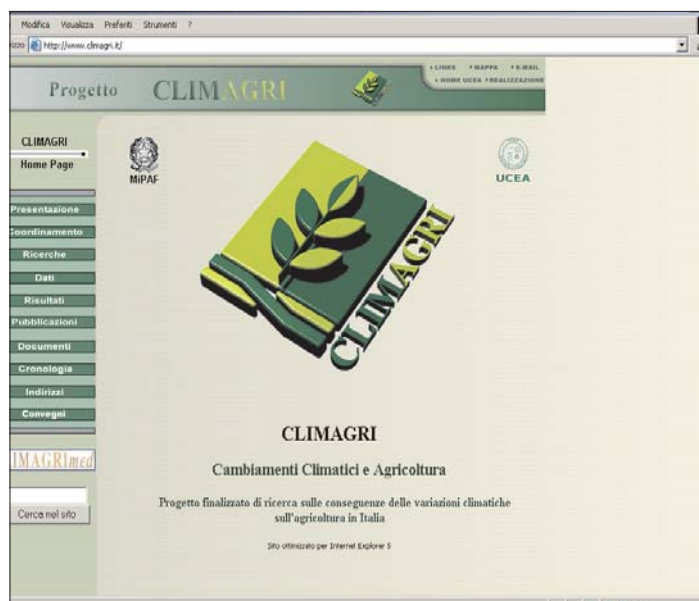 Modifica Visualizza Preferiti Strumenti ?
http://www.climagri.it/
LINKS MAPPA E-MAIL
HOME UCEA REALIZZAZIONE
Progetto CLIMAGRI
CLIMAGRI
Home Page
MiPAF
UCEA
CLIMAGRI
Presentazione
Coordinamento
Ricerche
Dati
Risultati
Pubblicazioni
Documenti
Cronologia
Indirizzi
Convegni
Cerca nel sito
CLIMAGRI
Cambiamenti Climatici e Agricoltura
Progetto finalizzato di ricerca sulle conseguenze delle variazioni climatiche
sull'agricoltura in Italia
Sito ottimizzato per Internet Explorer 5